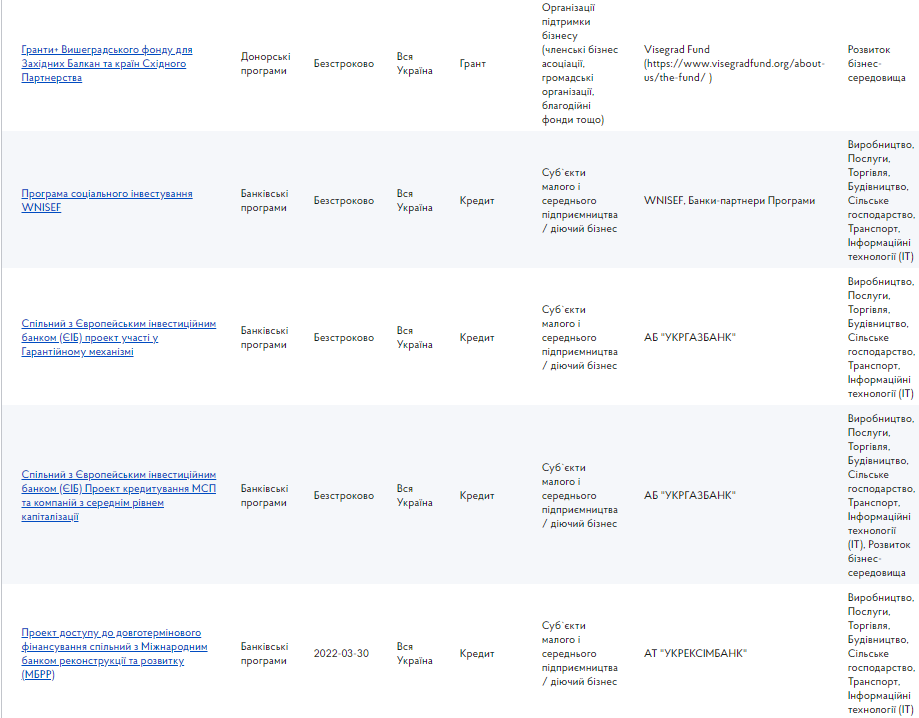 Гранти+ Вишеградського фонду для
Західних Балкан та країн Східного
Партнерства
Донорські
програми
Безстроково
Вся
Україна
Грант
Організації
підтримки
бізнесу
(членські бізнес
асоціації,
громадські
організації,
благодійні
фонди тощо)
Visegrad Fund
(https://www.visegradfund.org/about-
us/the-fund/ )
Розвиток
бізнес-
середовища
Програма соціального інвестування
WNISEF
Банківські
програми
Безстроково
Вся
Україна
Кредит
Суб`єкти
малого і
середнього
підприємництва
/ діючий бізнес
WNISEF, Банки-партнери Програми
Виробництво,
Послуги,
Торгівля,
Будівництво,
Сільське
господарство,
Транспорт,
Інформаційні
технології (IT)
Спільний з Європейським інвестиційним
банком (ЄІБ) проект участі у
Гарантійному механізмі
Банківські
програми
Безстроково
Вся
Україна
Кредит
Суб`єкти
малого і
середнього
підприємництва
/ діючий бізнес
АБ "УКРГАЗБАНК"
Виробництво,
Послуги,
Торгівля,
Будівництво,
Сільське
господарство,
Транспорт,
Інформаційні
технології (IT)
Спільний з Європейським інвестиційним
банком (ЄІБ) Проект кредитування МСП
та компаній з середнім рівнем
капіталізації
Банківські
програми
Безстроково
Вся
Україна
Кредит
Суб`єкти
малого і
середнього
підприємництва
/ діючий бізнес
АБ "УКРГАЗБАНК"
Виробництво,
Послуги,
Торгівля,
Будівництво,
Сільське
господарство,
Транспорт,
Інформаційні
технології
(IT), Розвиток
бізнес-
середовища
Проект доступу до довготермінового
фінансування спільний з Міжнародним
банком реконструкції та розвитку
(МБРР)
Банківські
програми
2022-03-30
Вся
Україна
Кредит
Суб`єкти
малого і
середнього
підприємництва
/ діючий бізнес
АТ "УКРЕКСІМБАНК"
Виробництво,
Послуги,
Торгівля,
Будівництво,
Сільське
господарство,
Транспорт,
Інформаційні
технології (IT)